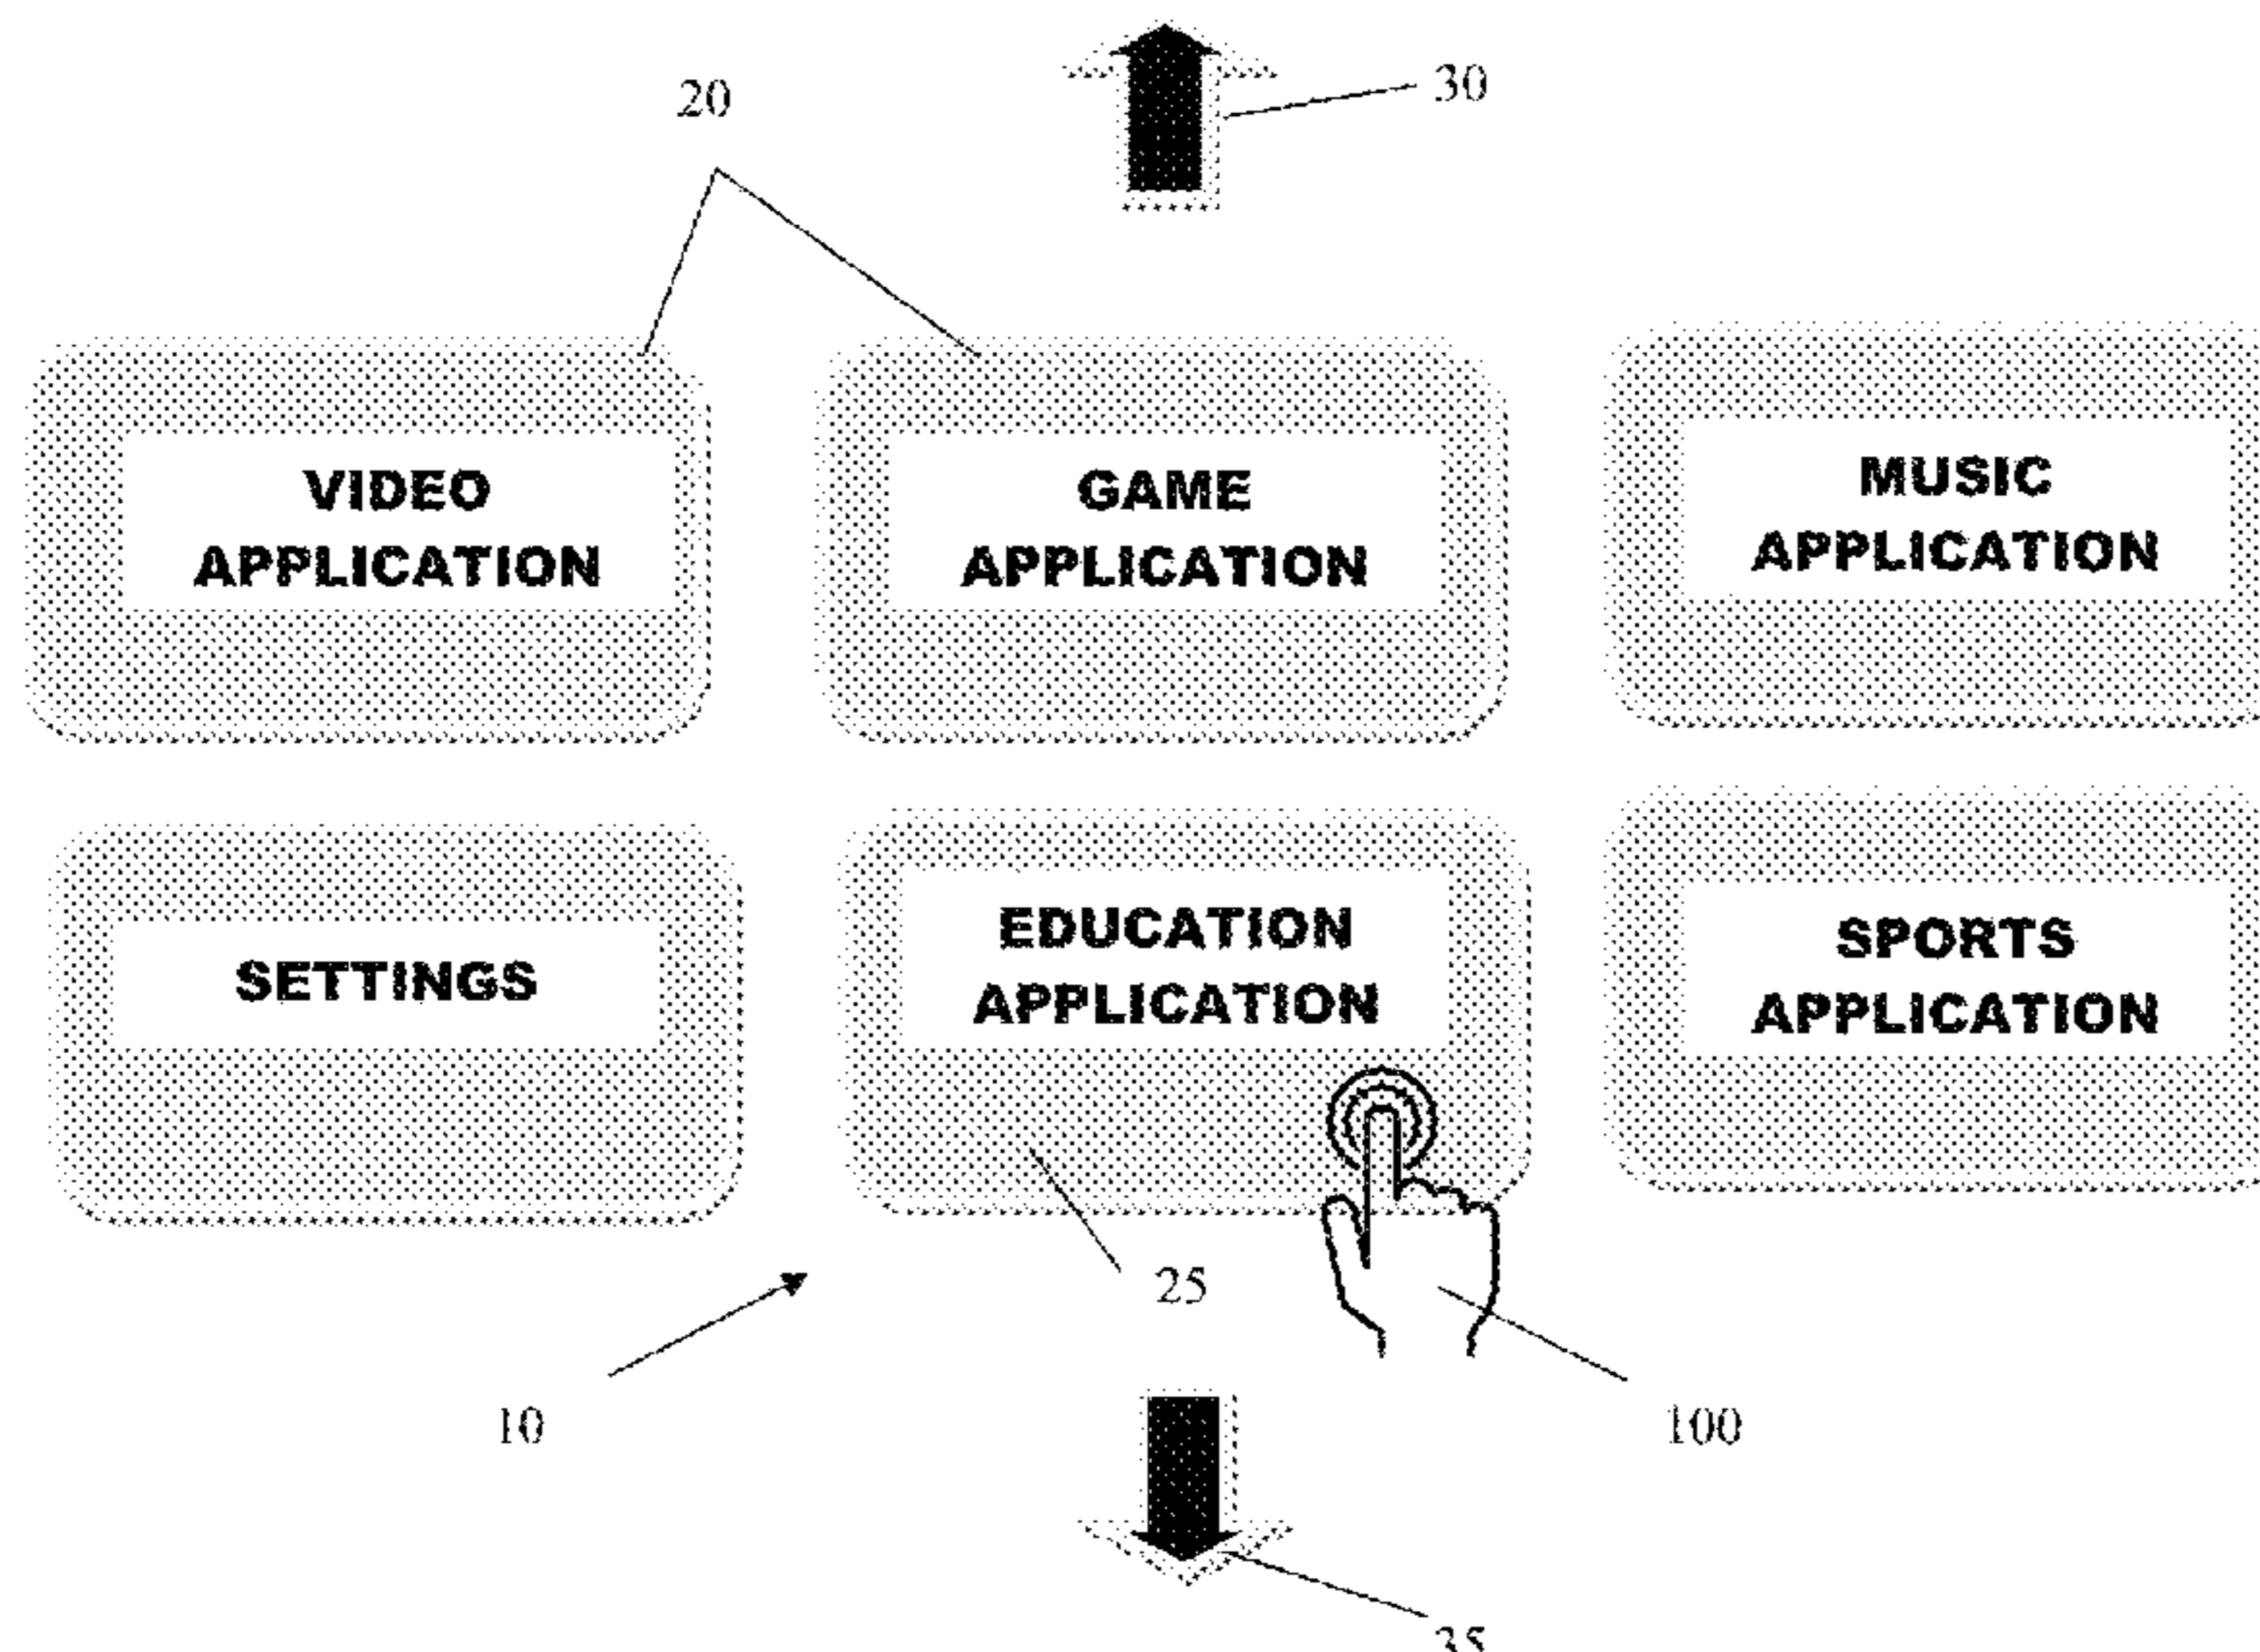 20
30
VIDEO
APPLICATION
GAME
APPLICATION
MUSIC
APPLICATION
SETTINGS
EDUCATION
APPLICATION
SPORTS
APPLICATION
25
10
100
35